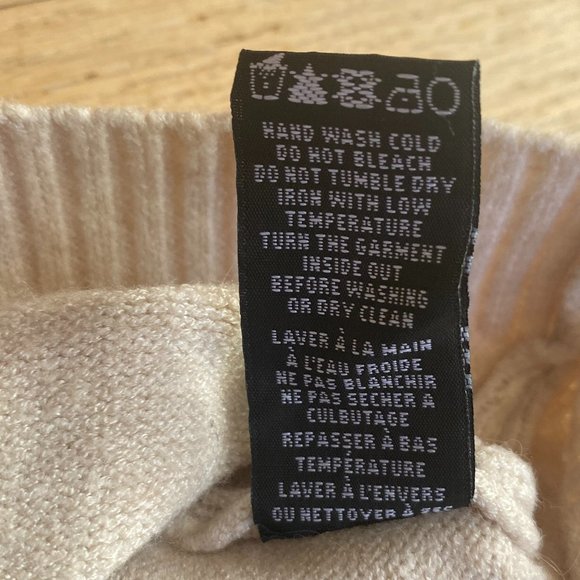 HAND WASH COLD
DO NOT BLEACH
DO NOT TUMBLE DRY
IRON WITH LOW
TEMPERATURE
TURN THE GARMENT
INSIDE OUT
BEFORE WASHING
OR DRY CLEAN
LAVER À LA MAIN
À L'EAU FROIDE
NE PAS BLANCHIR
NE PAS SECHER A
CULBUTAGE
REPASSER À BAS
TEMPÉRATURE
LAVER À L'ENVERS
OU NETTOYER À